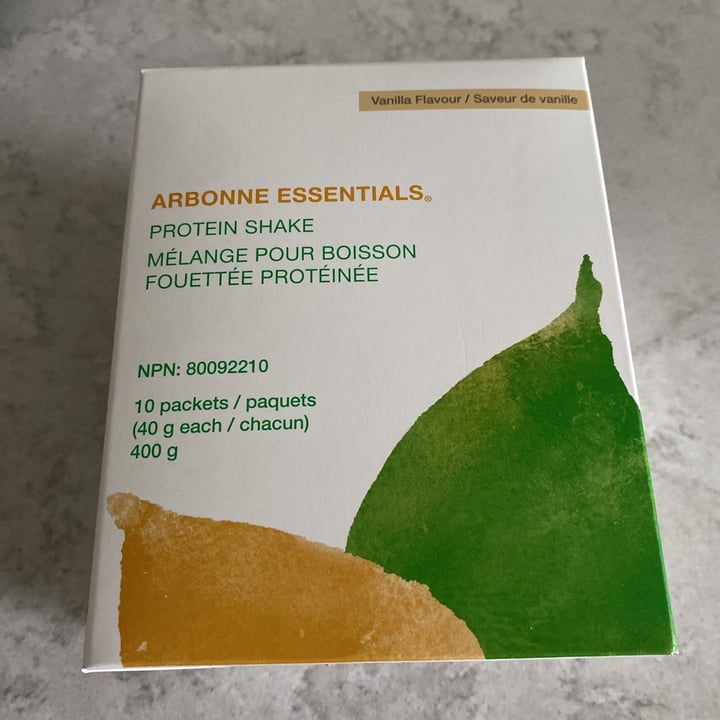 Vanilla Flavour / Saveur de vanille
ARBONNE ESSENTIALS®
PROTEIN SHAKE
MÉLANGE POUR BOISSON
FOUETTÉE PROTÉINÉE
NPN: 80092210
10 packets / paquets
(40 g each / chacun)
400 g